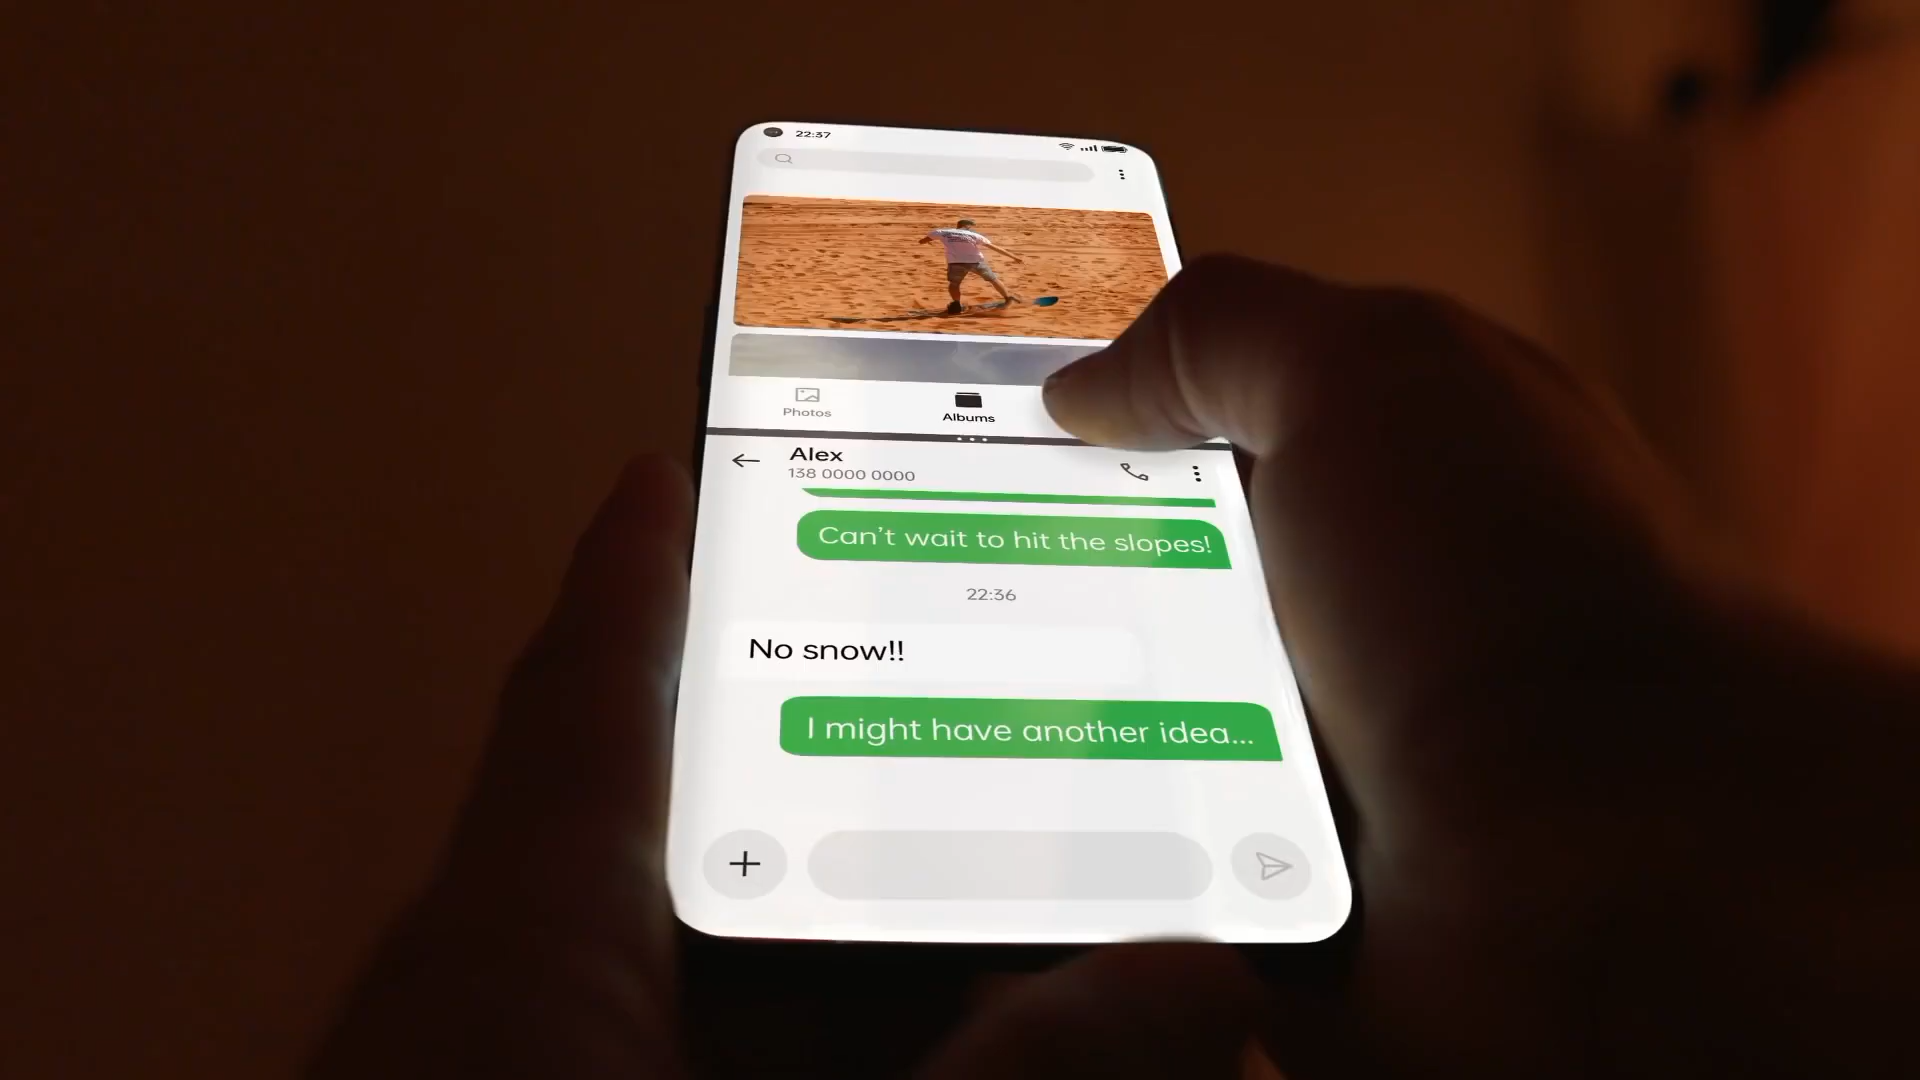 22:37
Photos
Albums
Alex
138 0000 0000
Can't wait to hit the slopes!
22:36
No snow!!
I might have another idea...